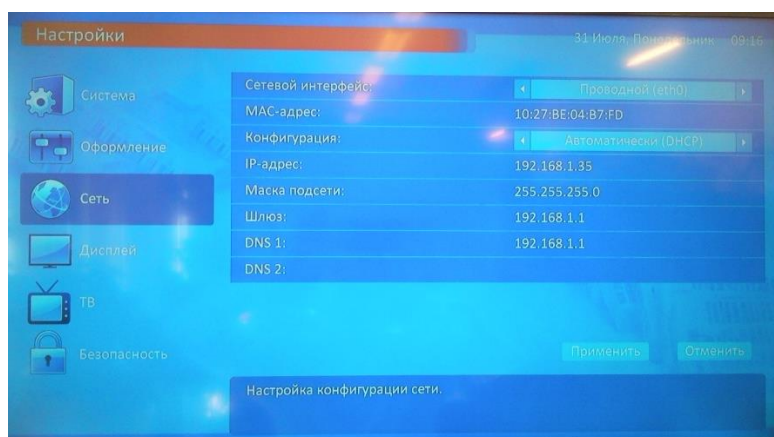 Настройки
31 Июля, Понедельник 09:16
Система
Оформление
Сеть
Дисплей
ТВ
Безопасность
Сетевой интерфейс: Проводной (eth0)
MAC-адрес: 10:27:BE:04:B7:FD
Конфигурация: Автоматически (DHCP)
IP-адрес: 192.168.1.35
Маска подсети: 255.255.255.0
Шлюз: 192.168.1.1
DNS 1: 192.168.1.1
DNS 2:
Применить Отменить
Настройка конфигурации сети.